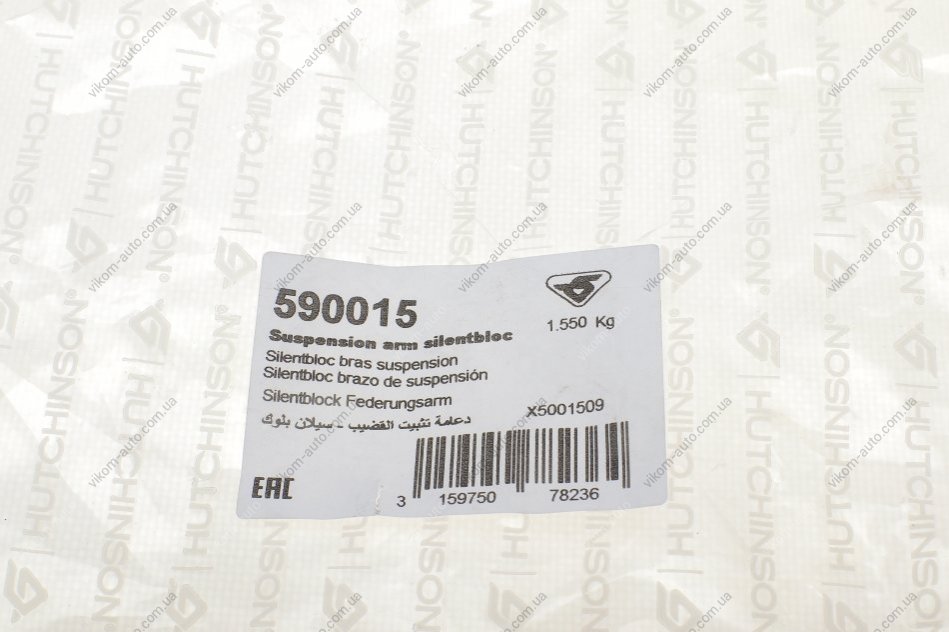 590015
1.550 Kg
Suspension arm silentbloc
Silentbloc bras suspension
Silentbloc brazo de suspensión
Silentblock Federungsarm
دعامة تثبيت القضيب - سيلان بلوك
X5001509
EAC
3 159750 78236
HUTCHINSON
vikom-auto.com.ua